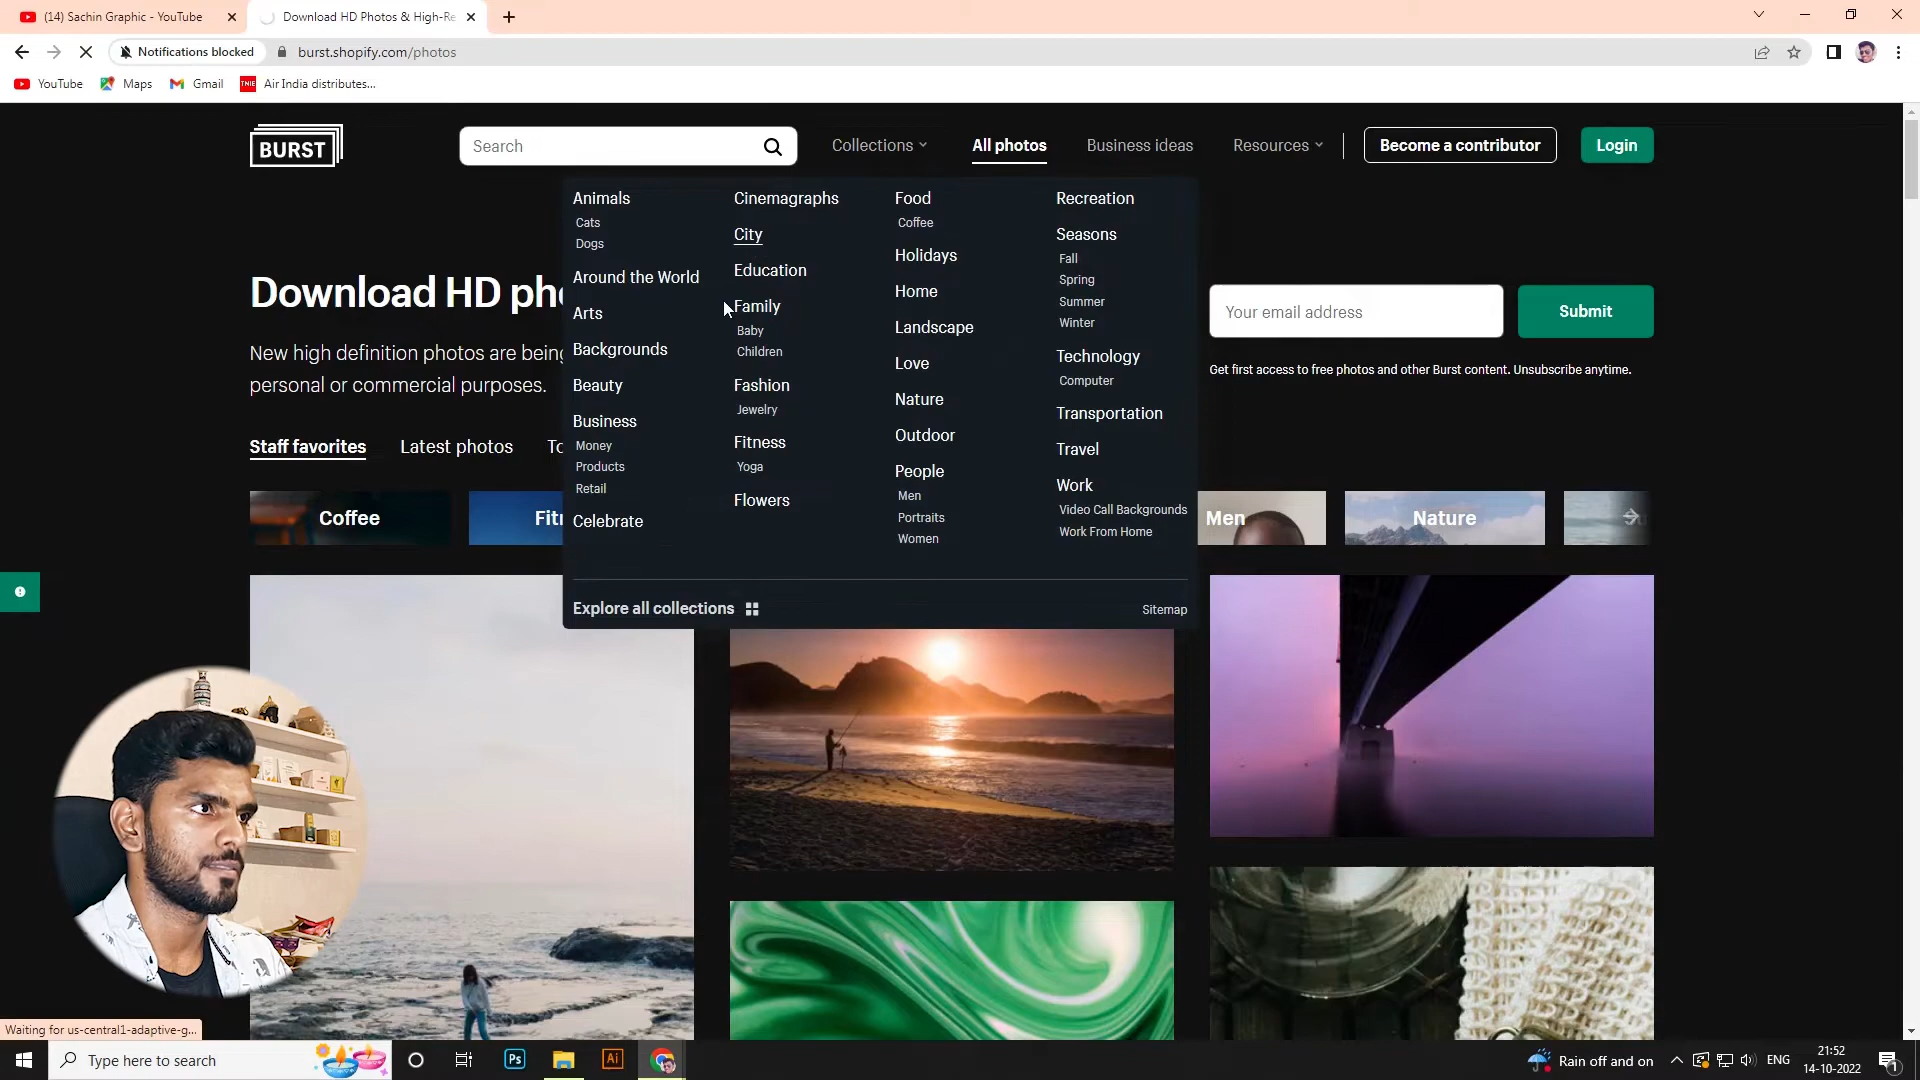 (14) Sachin Graphic - YouTube
Download HD Photos & High-Re
Notifications blocked
burst.shopify.com/photos
YouTube
Maps
Gmail
TNIE
Air India distributes...
BURST
Search
Collections
All photos
Business ideas
Resources
Become a contributor
Login
Animals
Cats
Dogs
Around the World
Arts
Backgrounds
Beauty
Business
Money
Products
Retail
Celebrate
Cinemagraphs
City
Education
Family
Baby
Children
Fashion
Jewelry
Fitness
Yoga
Flowers
Food
Coffee
Holidays
Home
Landscape
Love
Nature
Outdoor
People
Men
Portraits
Women
Recreation
Seasons
Fall
Spring
Summer
Winter
Technology
Computer
Transportation
Travel
Work
Video Call Backgrounds
Work From Home
Explore all collections
Sitemap
Download HD pho
New high definition photos are being
personal or commercial purposes.
Your email address
Submit
Get first access to free photos and other Burst content. Unsubscribe anytime.
Staff favorites
Latest photos
To
Coffee
Fit
Men
Nature
Waiting for us-central1-adaptive-g...
Type here to search
Ps
Ai
Rain off and on
ENG
21:52
14-10-2022
1